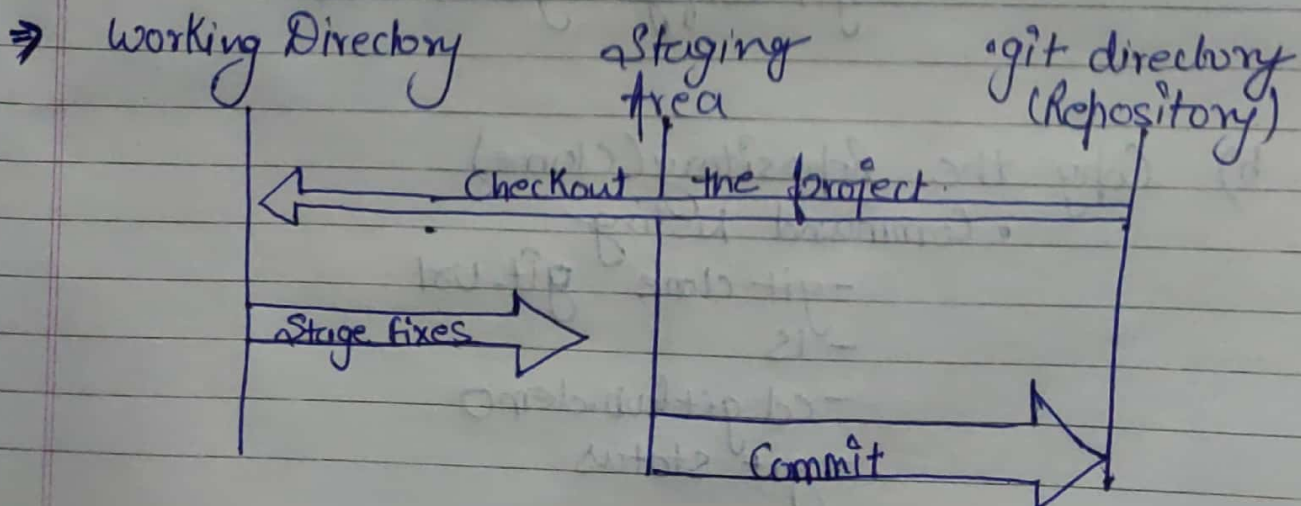 ⇒ Working Directory Staging Area .git directory (Repository)
Checkout the project.
Stage fixes
Commit